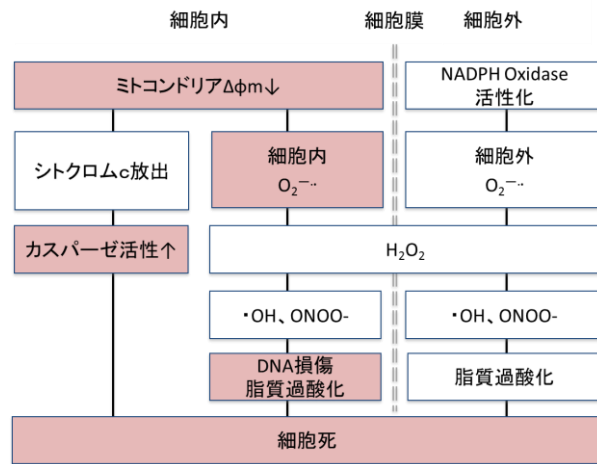 細胞内
細胞膜
細胞外
ミトコンドリアΔφm↓
NADPH Oxidase
活性化
シトクロムc放出
細胞内
O₂⁻·
細胞外
O₂⁻·
カスパーゼ活性↑
H₂O₂
・OH、ONOO-
・OH、ONOO-
DNA損傷
脂質過酸化
脂質過酸化
細胞死